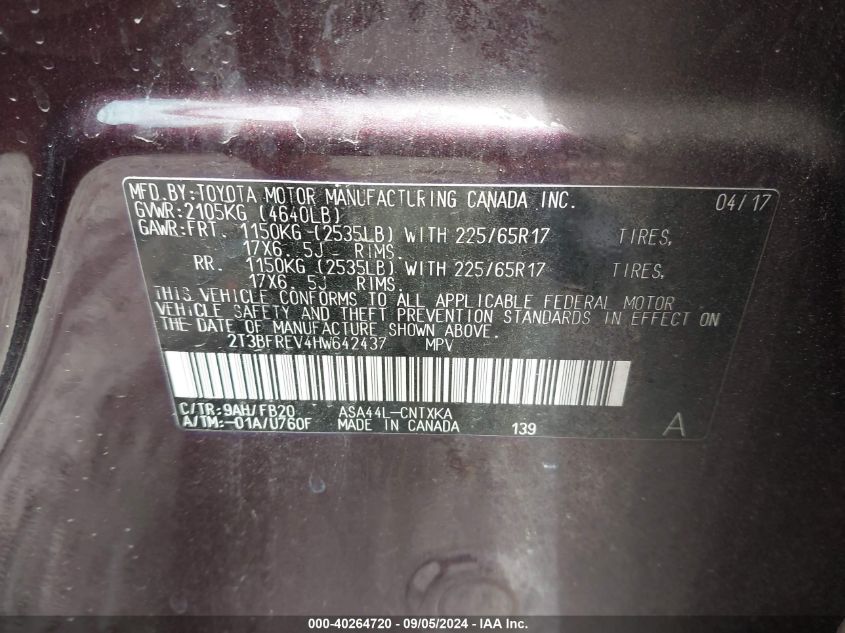 MFD.BY:TOYOTA MOTOR MANUFACTURING CANADA INC. 04/17
GVWR:2105KG (4640LB)
GAWR:FRT. 1150KG (2535LB) WITH 225/65R17 TIRES,
17X6. 5J RIMS.
RR. 1150KG (2535LB) WITH 225/65R17 TIRES,
17X6. 5J RIMS.
THIS VEHICLE CONFORMS TO ALL APPLICABLE FEDERAL MOTOR
VEHICLE SAFETY AND THEFT PREVENTION STANDARDS IN EFFECT ON
THE DATE OF MANUFACTURE SHOWN ABOVE.
2T3BFREV4HW642437 MPV
C/TR:9AH/FB20 ASA44L-CNTXKA
A/TM:-01A/U760F MADE IN CANADA 139 A
000-40264720 - 09/05/2024 - IAA Inc.